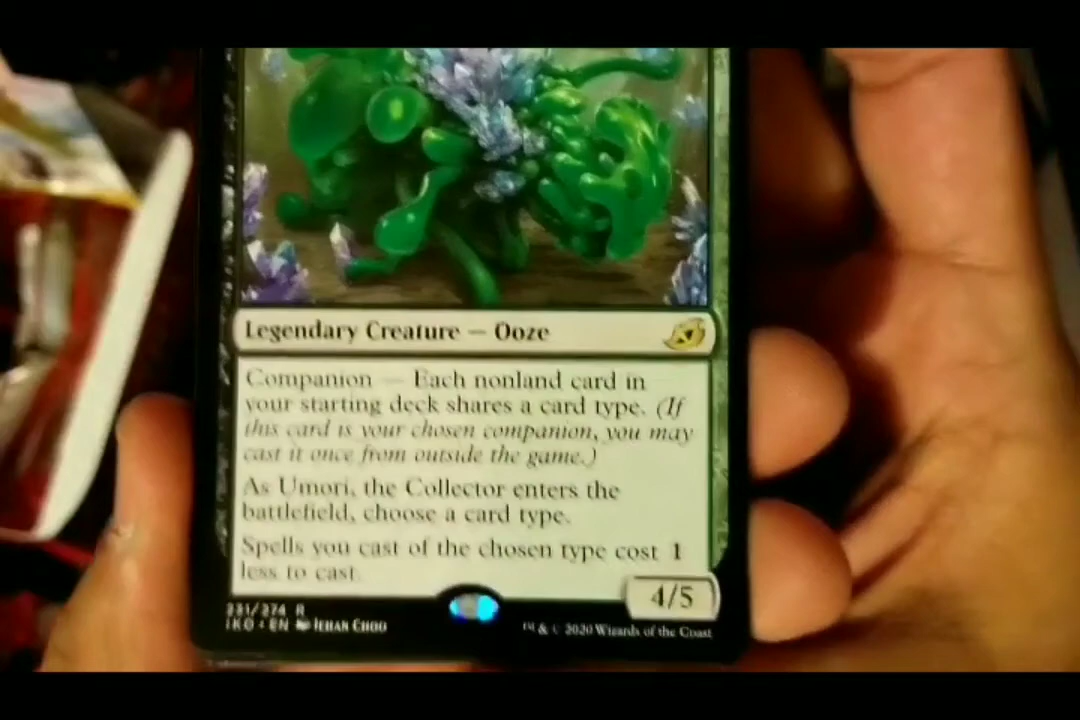 Legendary Creature — Ooze
Companion — Each nonland card in
your starting deck shares a card type. (If
this card is your chosen companion, you may
cast it once from outside the game.)
As Umori, the Collector enters the
battlefield, choose a card type.
Spells you cast of the chosen type cost 1
less to cast.
4/5
231/274 R
IKO • EN Jehan Choo
™ & © 2020 Wizards of the Coast